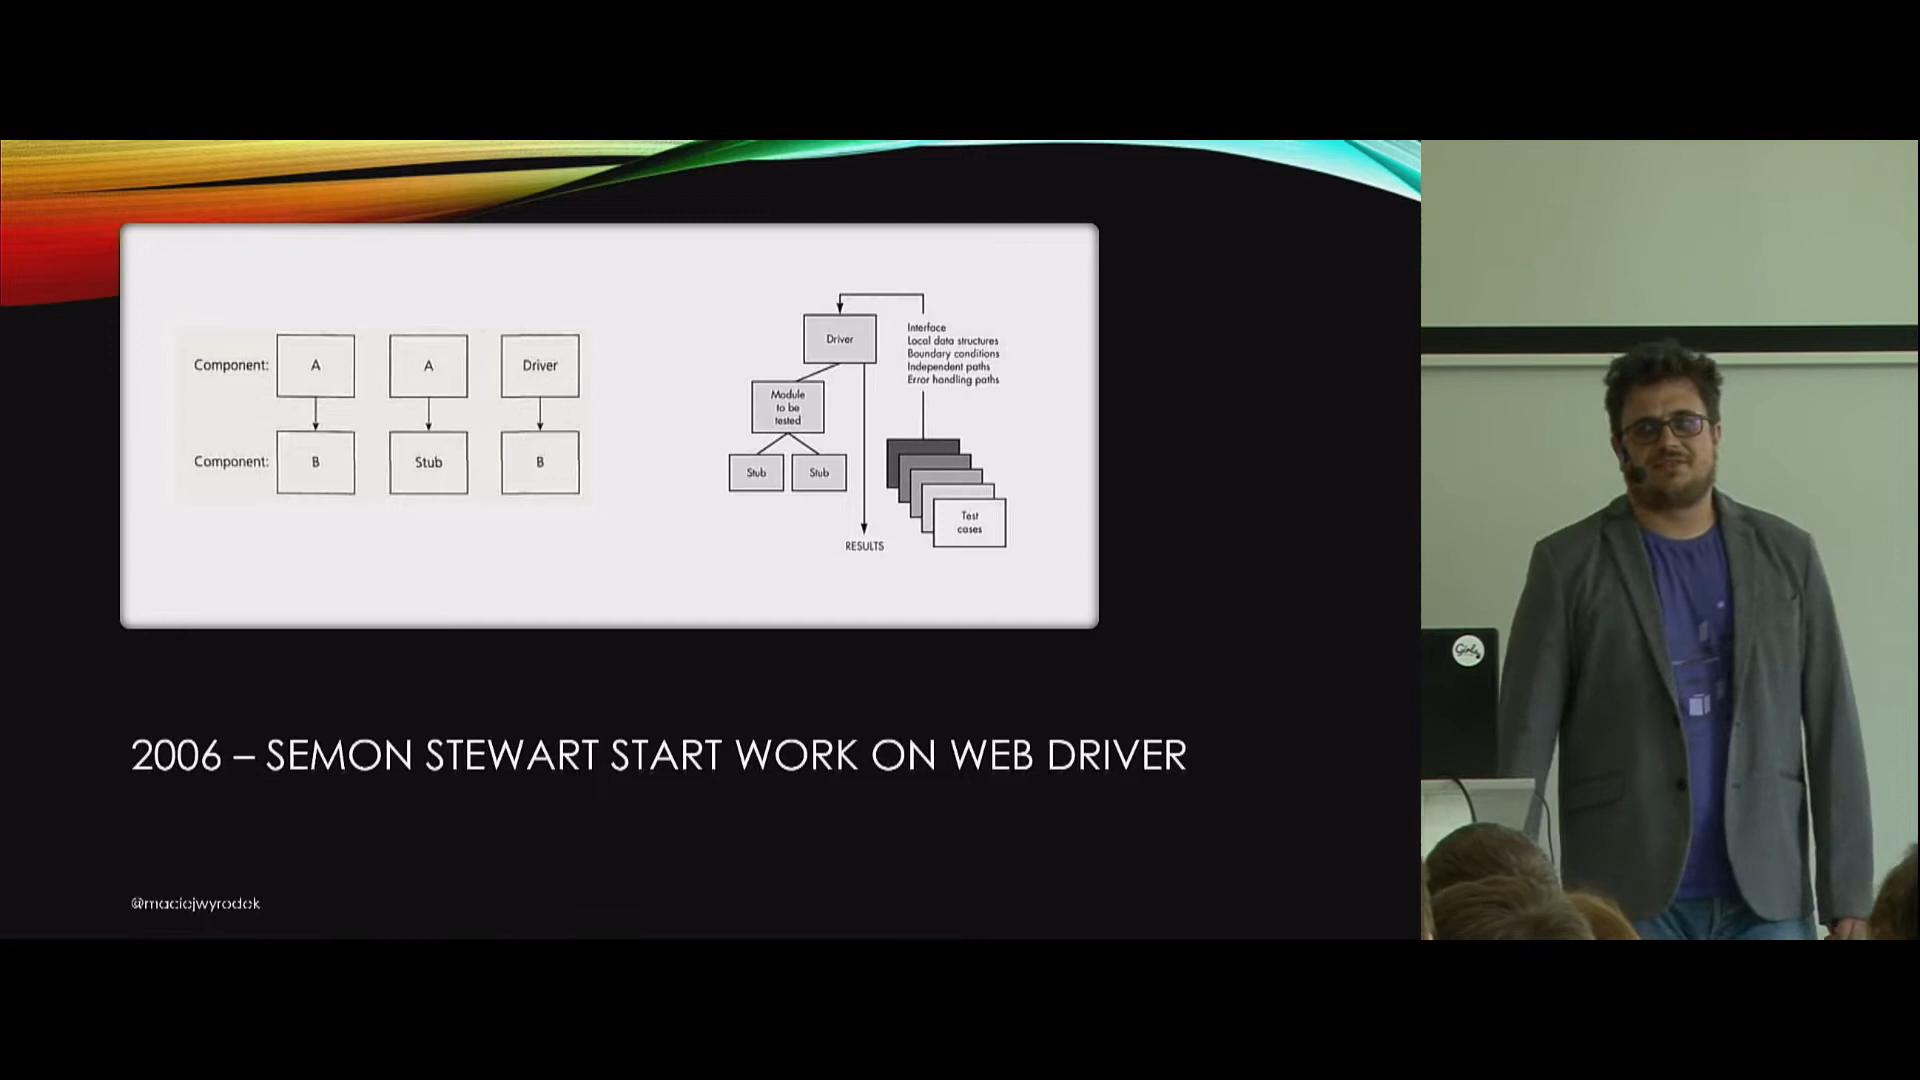 Component: A A Driver
Component: B Stub B
Driver
Interface
Local data structures
Boundary conditions
Independent paths
Error handling paths
Module
to be
tested
Stub Stub
Test
cases
RESULTS
2006 – SEMON STEWART START WORK ON WEB DRIVER
@maciejwyrodek
Girls